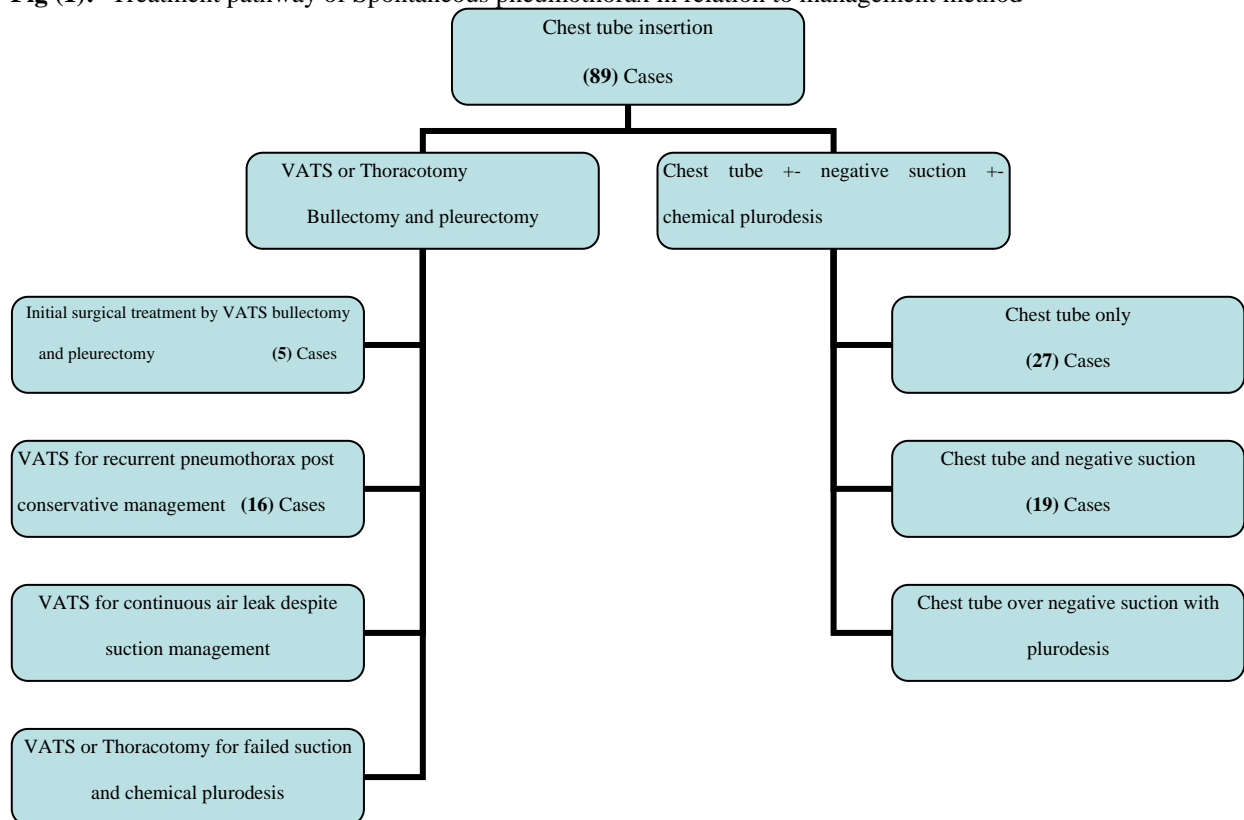 Fig (1): Treatment pathway of Spontaneous pneumothorax in relation to management method
Chest tube insertion
(89) Cases
VATS or Thoracotomy
Bullectomy and pleurectomy
Chest tube +- negative suction +-
chemical plurodesis
Initial surgical treatment by VATS bullectomy
and pleurectomy (5) Cases
VATS for recurrent pneumothorax post
conservative management (16) Cases
VATS for continuous air leak despite
suction management
VATS or Thoracotomy for failed suction
and chemical plurodesis
Chest tube only
(27) Cases
Chest tube and negative suction
(19) Cases
Chest tube over negative suction with
plurodesis